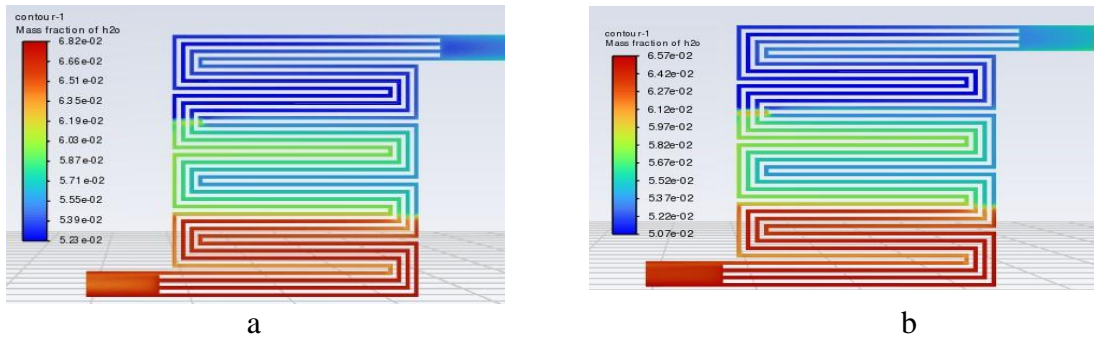 contour-1
Mass fraction of h2o
6.82e-02
6.66e-02
6.51e-02
6.35e-02
6.19e-02
6.03e-02
5.87e-02
5.71e-02
5.55e-02
5.39e-02
5.23e-02
a
contour-1
Mass fraction of h2o
6.57e-02
6.42e-02
6.27e-02
6.12e-02
5.97e-02
5.82e-02
5.67e-02
5.52e-02
5.37e-02
5.22e-02
5.07e-02
b